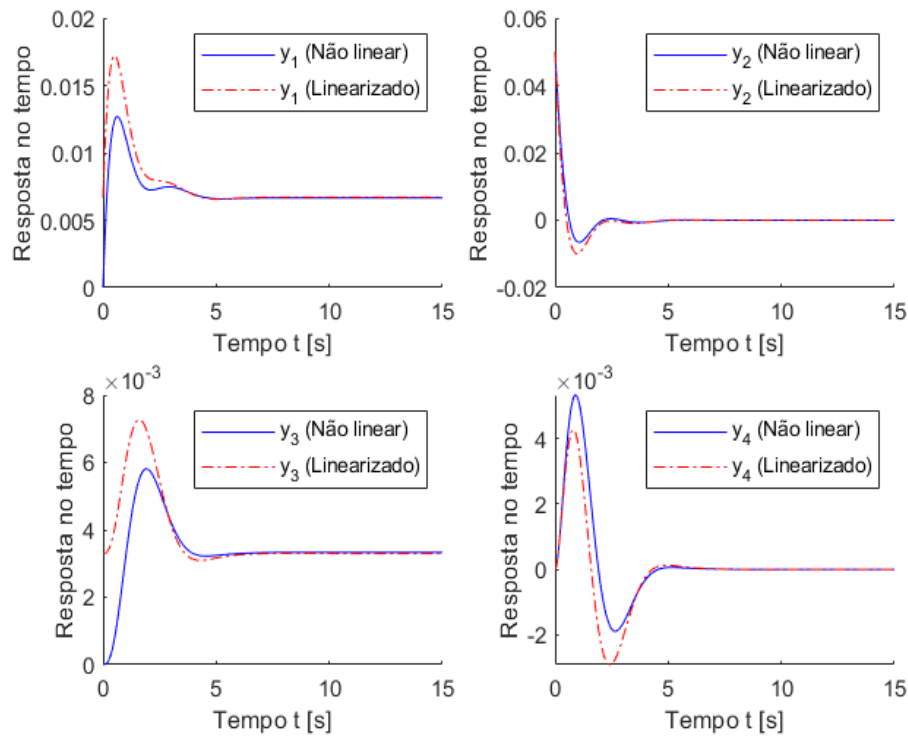 0.02
0.015
0.01
0.005
0
Resposta no tempo
y1 (Não linear)
y1 (Linearizado)
0 5 10 15
Tempo t [s]
0.06
0.04
0.02
0
-0.02
Resposta no tempo
y2 (Não linear)
y2 (Linearizado)
0 5 10 15
Tempo t [s]
×10-3
8
6
4
2
0
Resposta no tempo
y3 (Não linear)
y3 (Linearizado)
0 5 10 15
Tempo t [s]
×10-3
4
2
0
-2
Resposta no tempo
y4 (Não linear)
y4 (Linearizado)
0 5 10 15
Tempo t [s]